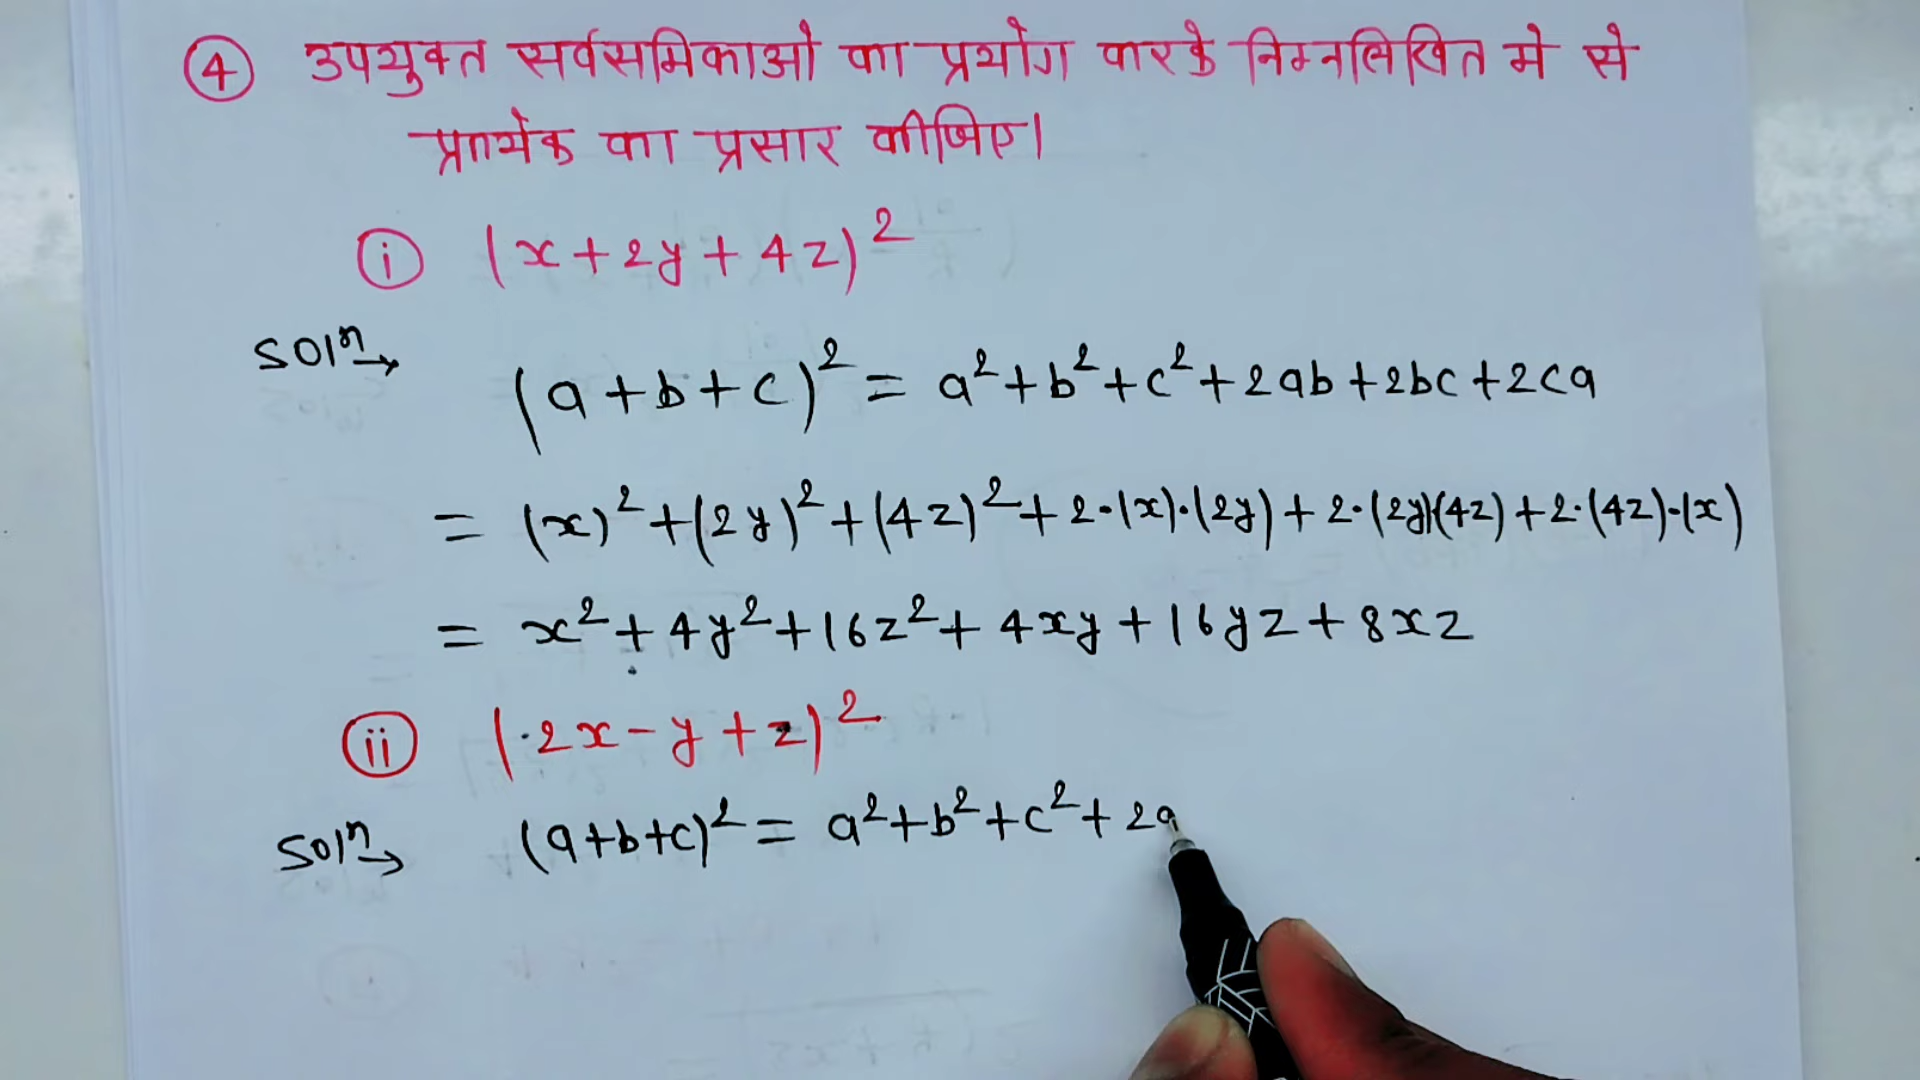 ④ उपयुक्त सर्वसमिकाओ का प्रयोग करके निम्नलिखित मे से
प्रत्येक का प्रसार कीजिए।
ⓘ (x+2y+4z)²
Solⁿ→ (a+b+c)² = a²+b²+c²+2ab+2bc+2ca
= (x)²+(2y)²+(4z)²+2·(x)·(2y)+2·(2y)(4z)+2·(4z)·(x)
= x²+4y²+16z²+4xy+16yz+8xz
ⅱ (2x-y+z)²
Solⁿ→ (a+b+c)² = a²+b²+c²+2a